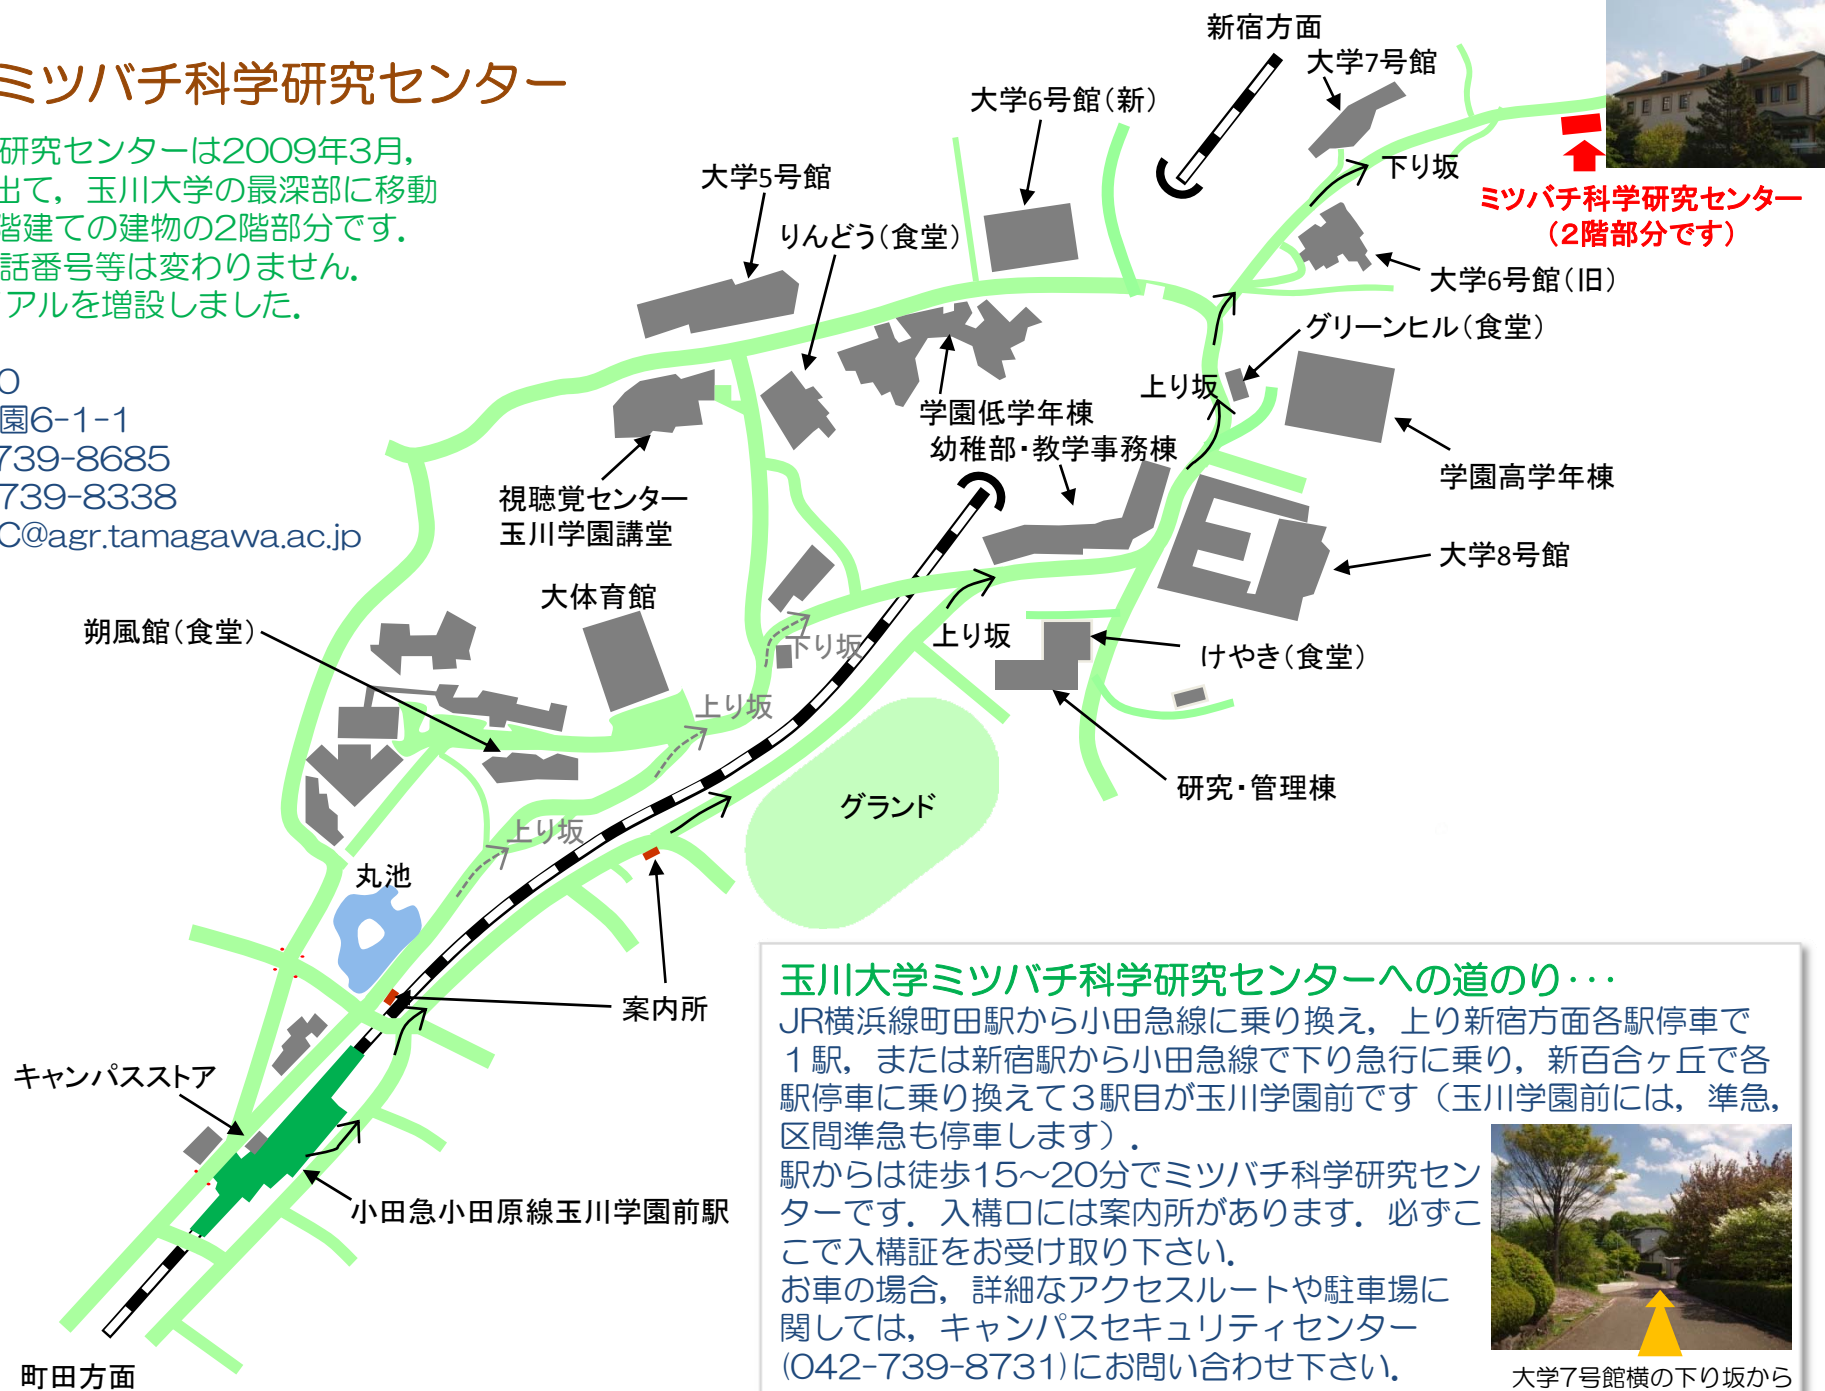 ミツバチ科学研究センター
研究センターは2009年3月,
出て，玉川大学の最深部に移動
階建ての建物の2階部分です．
話番号等は変わりません．
アルを増設しました．
園6-1-1
739-8685
739-8338
C@agr.tamagawa.ac.jp
新宿方面
大学7号館
大学6号館（新）
下り坂
大学5号館
ミツバチ科学研究センター
（2階部分です）
りんどう（食堂）
大学6号館（旧）
グリーンヒル（食堂）
上り坂
学園低学年棟
幼稚部・教学事務棟
学園高学年棟
視聴覚センター
玉川学園講堂
大学8号館
大体育館
朔風館（食堂）
下り坂
上り坂
けやき（食堂）
上り坂
研究・管理棟
グランド
上り坂
丸池
案内所
キャンパスストア
小田急小田原線玉川学園前駅
町田方面
玉川大学ミツバチ科学研究センターへの道のり･･･
JR横浜線町田駅から小田急線に乗り換え，上り新宿方面各駅停車で
１駅，または新宿駅から小田急線で下り急行に乗り，新百合ヶ丘で各
駅停車に乗り換えて３駅目が玉川学園前です（玉川学園前には，準急，
区間準急も停車します）．
駅からは徒歩15～20分でミツバチ科学研究セン
ターです．入構口には案内所があります．必ずこ
こで入構証をお受け取り下さい．
お車の場合，詳細なアクセスルートや駐車場に
関しては，キャンパスセキュリティセンター
(042-739-8731)にお問い合わせ下さい．
大学7号館横の下り坂から